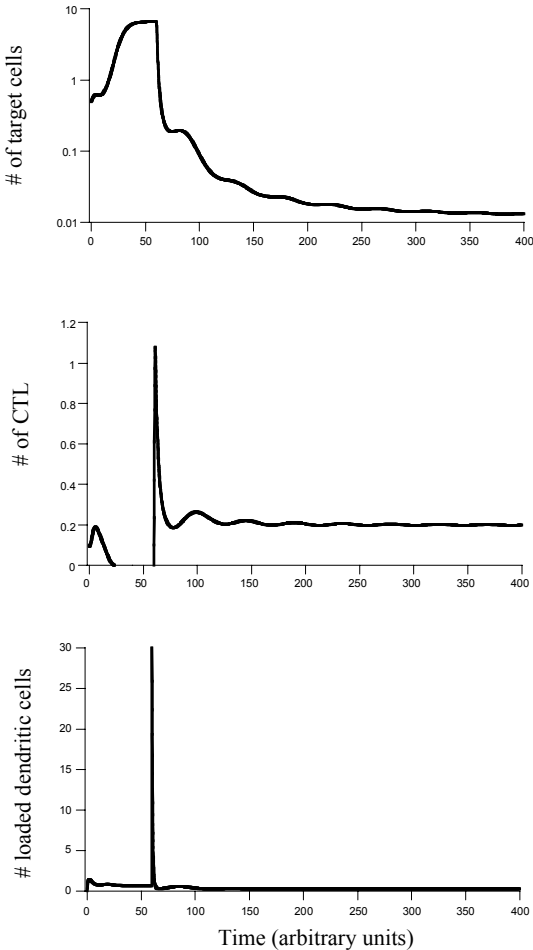 # of target cells
10
1
0.1
0.01
0 50 100 150 200 250 300 350 400
# of CTL
1.2
1
0.8
0.6
0.4
0.2
0
0 50 100 150 200 250 300 350 400
# loaded dendritic cells
30
25
20
15
10
5
0
0 50 100 150 200 250 300 350 400
Time (arbitrary units)